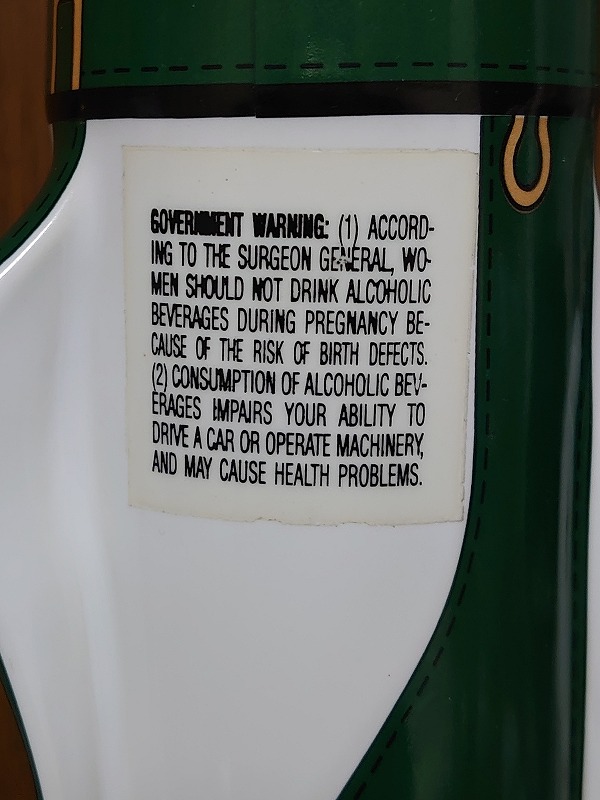 GOVERNMENT WARNING: (1) ACCORD-
ING TO THE SURGEON GENERAL, WO-
MEN SHOULD NOT DRINK ALCOHOLIC
BEVERAGES DURING PREGNANCY BE-
CAUSE OF THE RISK OF BIRTH DEFECTS.
(2) CONSUMPTION OF ALCOHOLIC BEV-
ERAGES IMPAIRS YOUR ABILITY TO
DRIVE A CAR OR OPERATE MACHINERY,
AND MAY CAUSE HEALTH PROBLEMS.